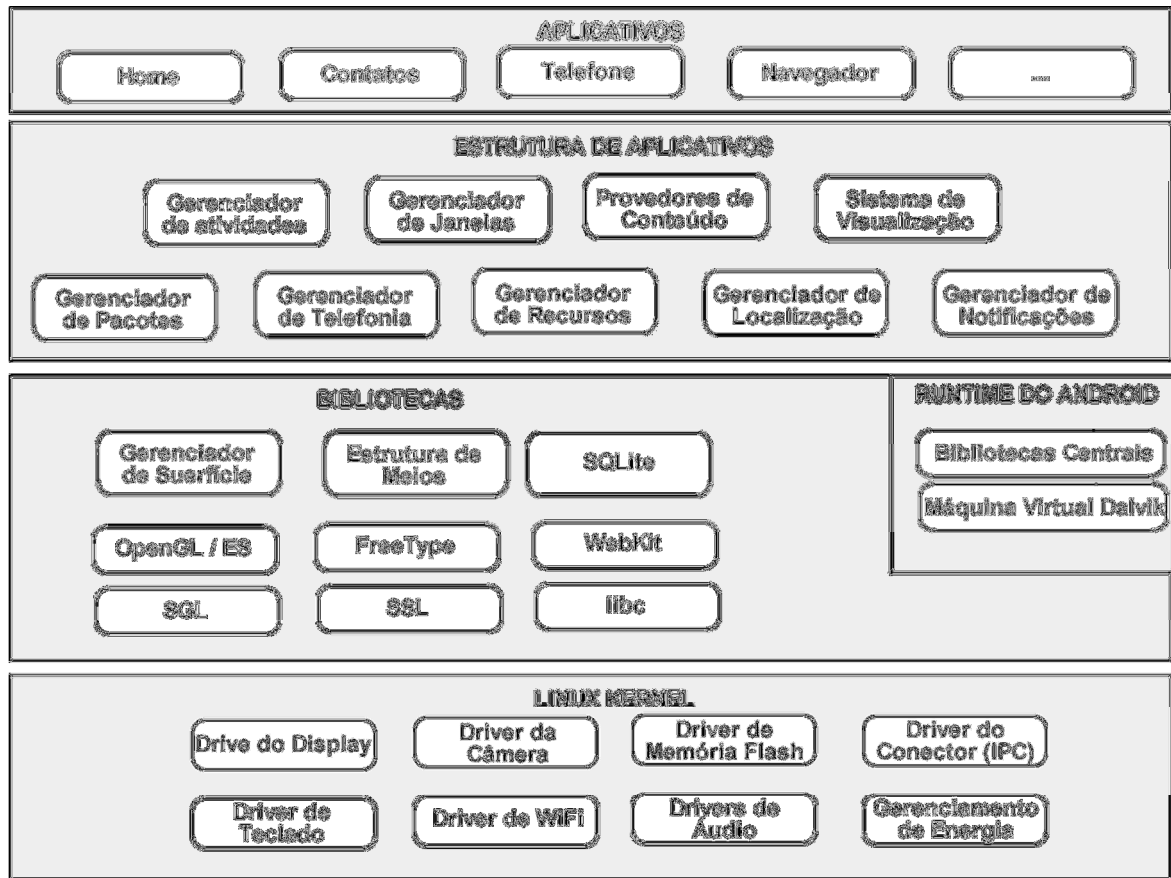 APLICATIVOS
Home
Contatos
Telefone
Navegador
...
ESTRUTURA DE APLICATIVOS
Gerenciador
de atividades
Gerenciador
de Janelas
Provedores de
Conteúdo
Sistema de
Visualização
Gerenciador
de Pacotes
Gerenciador
de Telefonia
Gerenciador
de Recursos
Gerenciador de
Localização
Gerenciador de
Notificações
BIBLIOTECAS
Gerenciador
de Suerfície
Estrutura de
Meios
SQLite
OpenGL / ES
FreeType
WebKit
SGL
SSL
libc
RUNTIME DO ANDROID
Bibliotecas Centrais
Máquina Virtual Dalvik
LINUX KERNEL
Drive do Display
Driver da
Câmera
Driver de
Memória Flash
Driver do
Conector (IPC)
Driver de
Teclado
Driver de WiFi
Drivers de
Áudio
Gerenciamento
de Energia